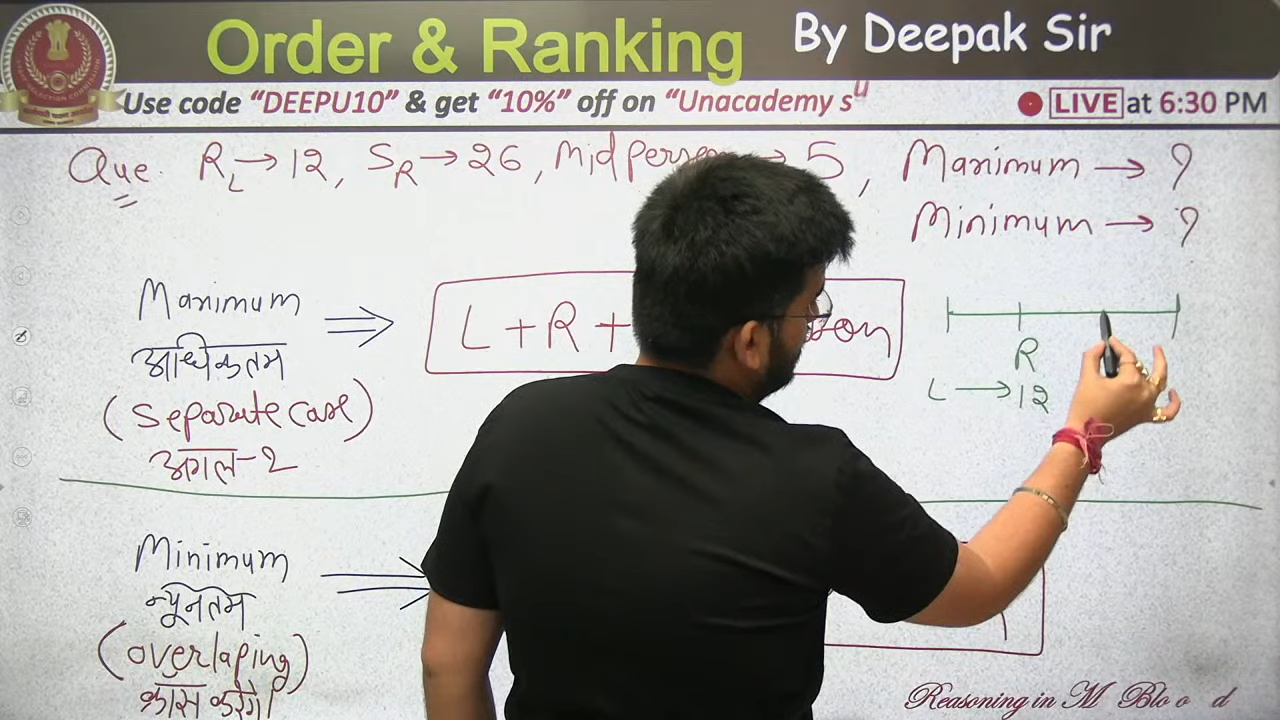 Order & Ranking By Deepak Sir
Use code “DEEPU10” & get “10%” off on “Unacademy s
LIVE at 6:30 PM
Que. R_L → 12, S_R → 26, Mid Person → 5, Maximum → ?
Minimum → ?
Maximum
अधिकतम
(Separate case)
अलग-2
L + R +
R
L → 12
Minimum
न्यूनतम
(overlaping)
क्रास करेंगे
Reasoning in M Bloo d